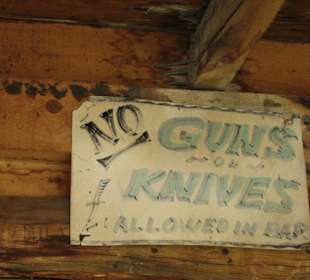 NO GUNS
OR
KNIVES
ALLOWED IN BAR